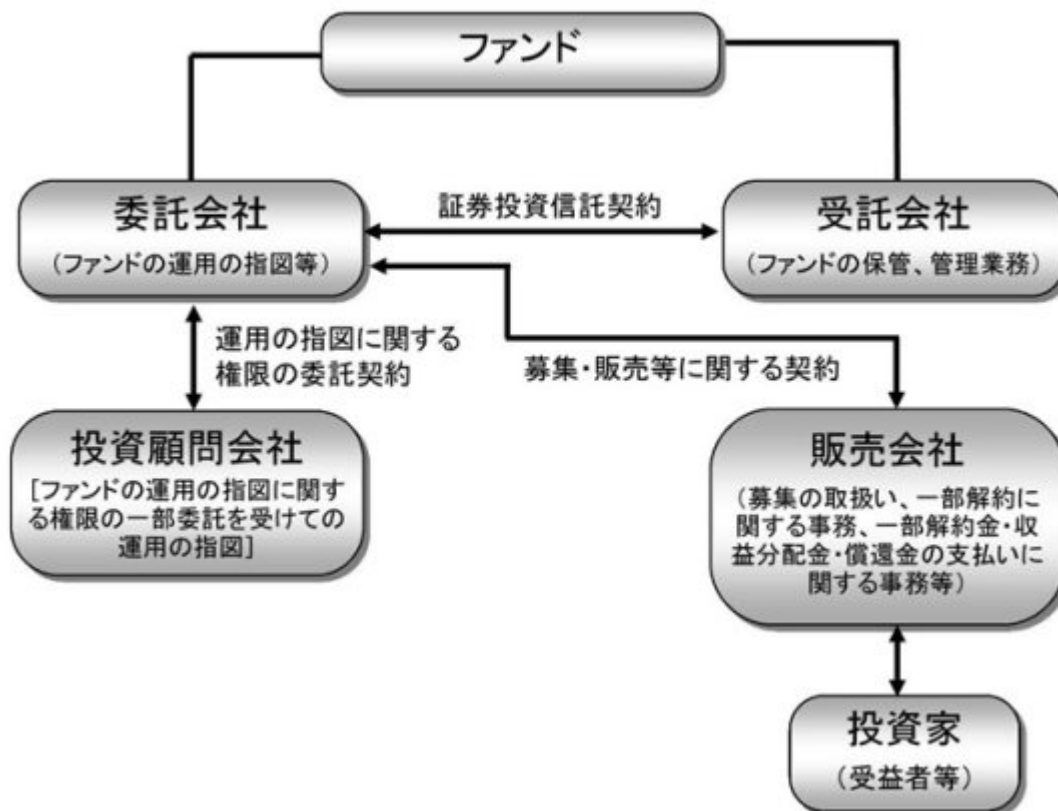 ファンド
委託会社
（ファンドの運用の指図等）
証券投資信託契約
受託会社
（ファンドの保管、管理業務）
運用の指図に関する
権限の委託契約
募集・販売等に関する契約
投資顧問会社
[ファンドの運用の指図に関す
る権限の一部委託を受けての
運用の指図]
販売会社
（募集の取扱い、一部解約に
関する事務、一部解約金・収
益分配金・償還金の支払いに
関する事務等）
投資家
（受益者等）